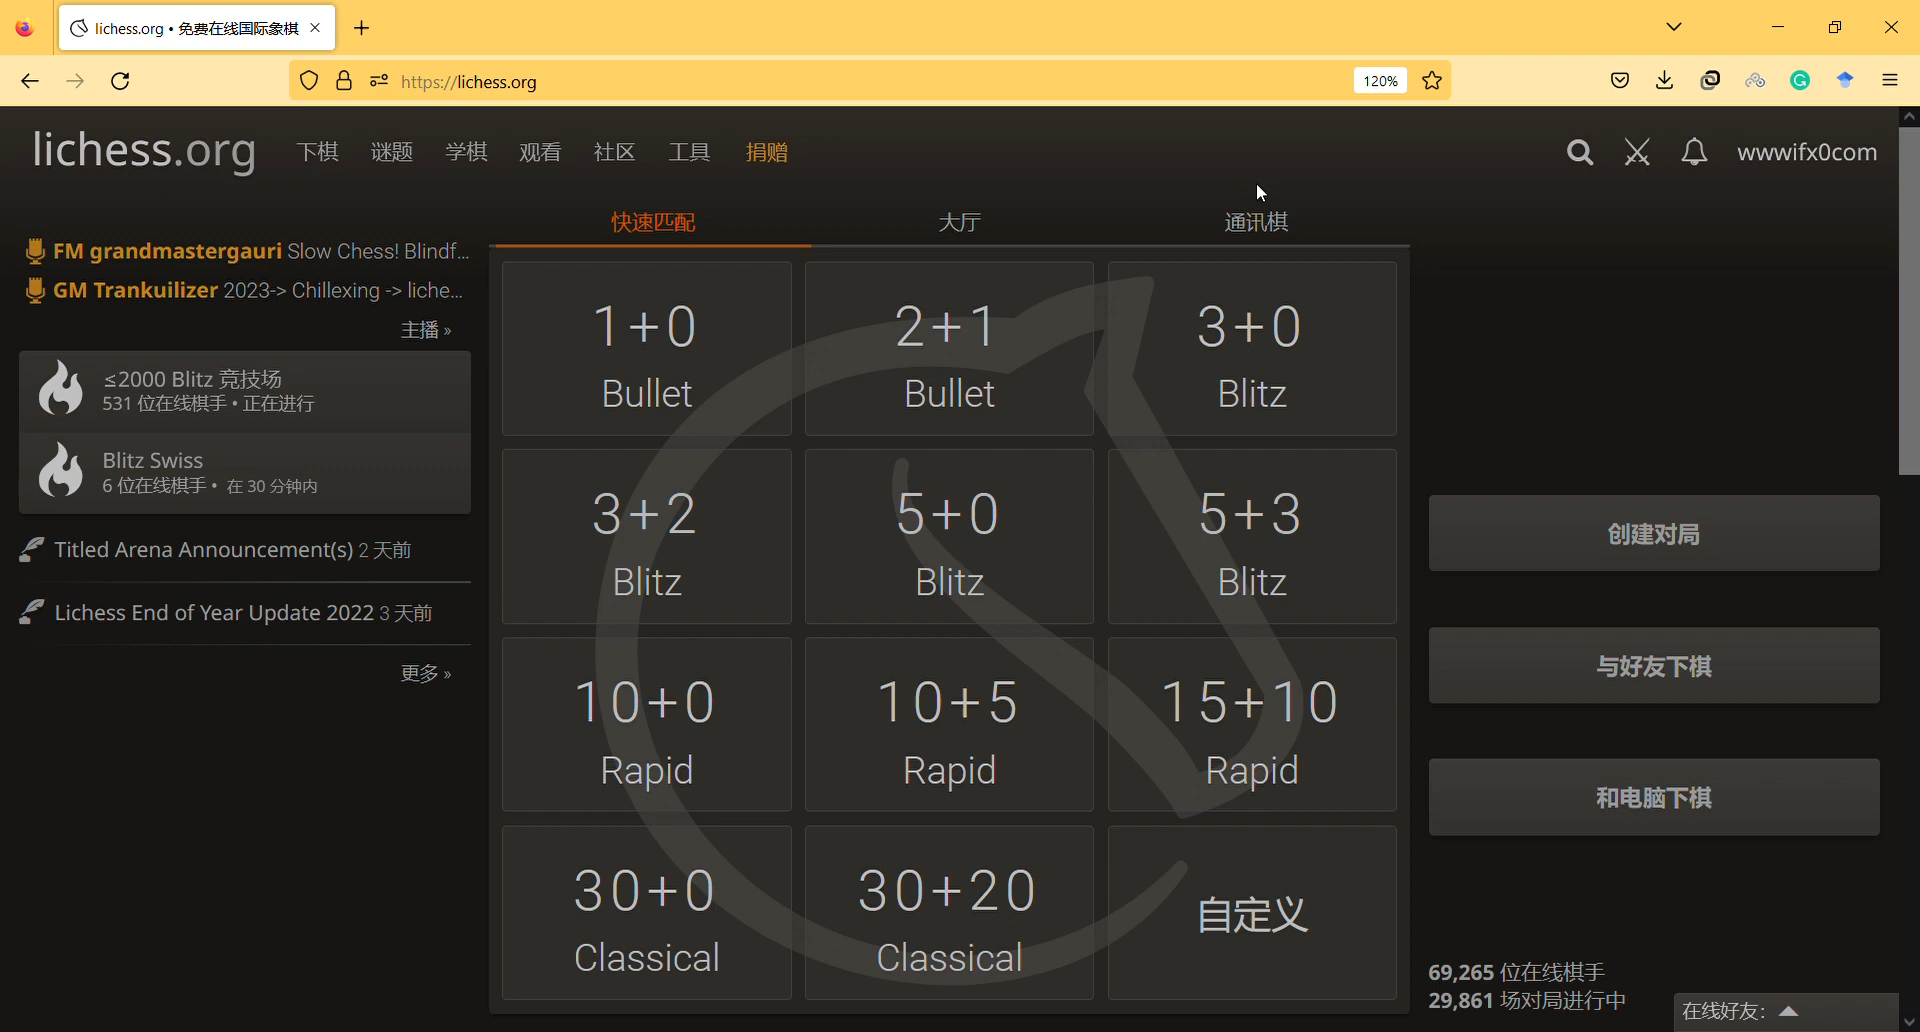 lichess.org • 免费在线国际象棋
https://lichess.org
120%
lichess.org 下棋 谜题 学棋 观看 社区 工具 捐赠
wwwifx0com
快速匹配 大厅 通讯棋
FM grandmastergauri Slow Chess! Blindf...
GM Trankuilizer 2023-> Chillexing -> liche...
主播 »
≤2000 Blitz 竞技场
531 位在线棋手 • 正在进行
Blitz Swiss
6 位在线棋手 • 在 30 分钟内
Titled Arena Announcement(s) 2 天前
Lichess End of Year Update 2022 3 天前
更多 »
1+0
Bullet
2+1
Bullet
3+0
Blitz
3+2
Blitz
5+0
Blitz
5+3
Blitz
10+0
Rapid
10+5
Rapid
15+10
Rapid
30+0
Classical
30+20
Classical
自定义
创建对局
与好友下棋
和电脑下棋
69,265 位在线棋手
29,861 场对局进行中
在线好友: